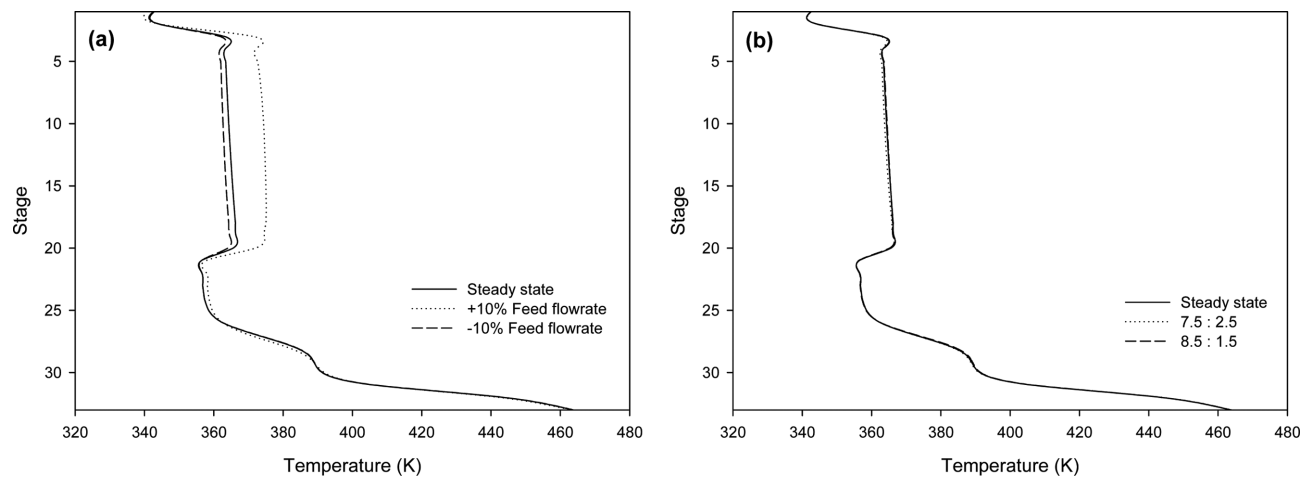 (a)
5
10
15
20
25
30
Stage
Steady state
+10% Feed flowrate
-10% Feed flowrate
320 340 360 380 400 420 440 460 480
Temperature (K)
(b)
5
10
15
20
25
30
Stage
Steady state
7.5 : 2.5
8.5 : 1.5
320 340 360 380 400 420 440 460 480
Temperature (K)